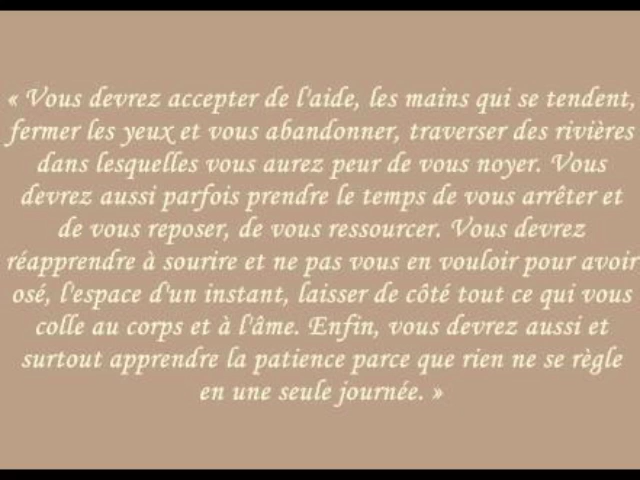 « Vous devrez accepter de l'aide, les mains qui se tendent,
fermer les yeux et vous abandonner, traverser des rivières
dans lesquelles vous aurez peur de vous noyer. Vous
devrez aussi parfois prendre le temps de vous arrêter et
de vous reposer, de vous ressourcer. Vous devrez
réapprendre à sourire et ne pas vous en vouloir pour avoir
osé, l'espace d'un instant, laisser de côté tout ce qui vous
colle au corps et à l'âme. Enfin, vous devrez aussi et
surtout apprendre la patience parce que rien ne se règle
en une seule journée. »